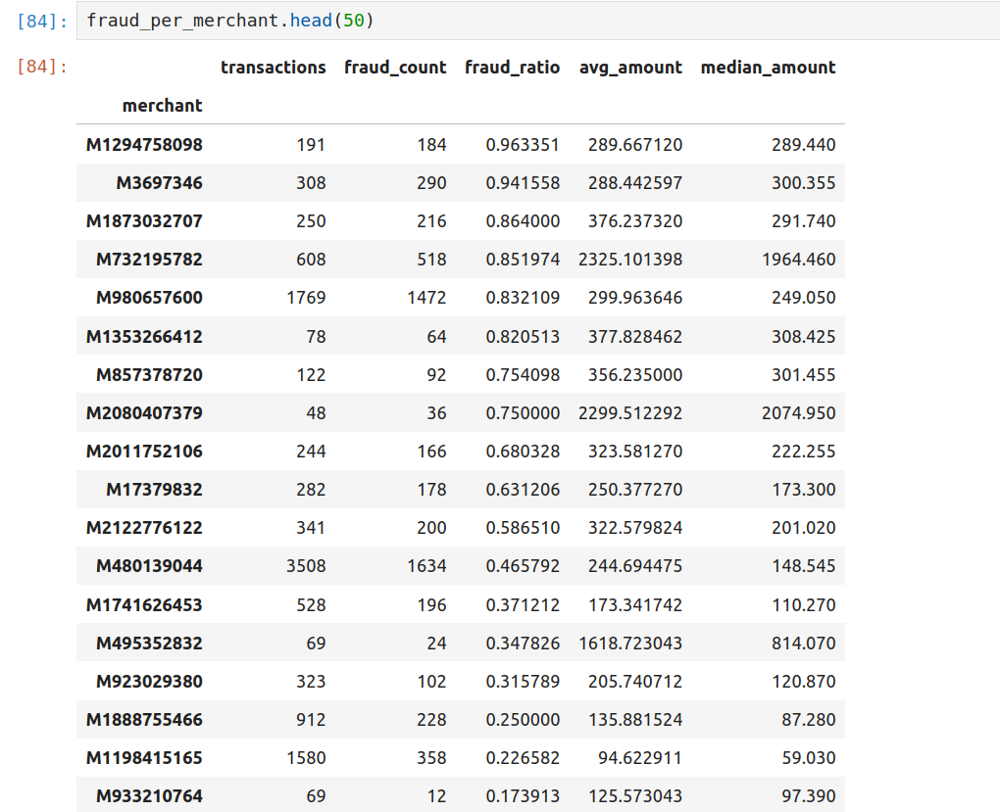 [84]: fraud_per_merchant.head(50)
[84]: transactions fraud_count fraud_ratio avg_amount median_amount
merchant
M1294758098 191 184 0.963351 289.667120 289.440
M3697346 308 290 0.941558 288.442597 300.355
M1873032707 250 216 0.864000 376.237320 291.740
M732195782 608 518 0.851974 2325.101398 1964.460
M980657600 1769 1472 0.832109 299.963646 249.050
M1353266412 78 64 0.820513 377.828462 308.425
M857378720 122 92 0.754098 356.235000 301.455
M2080407379 48 36 0.750000 2299.512292 2074.950
M2011752106 244 166 0.680328 323.581270 222.255
M17379832 282 178 0.631206 250.377270 173.300
M2122776122 341 200 0.586510 322.579824 201.020
M480139044 3508 1634 0.465792 244.694475 148.545
M1741626453 528 196 0.371212 173.341742 110.270
M495352832 69 24 0.347826 1618.723043 814.070
M923029380 323 102 0.315789 205.740712 120.870
M1888755466 912 228 0.250000 135.881524 87.280
M1198415165 1580 358 0.226582 94.622911 59.030
M933210764 69 12 0.173913 125.573043 97.390